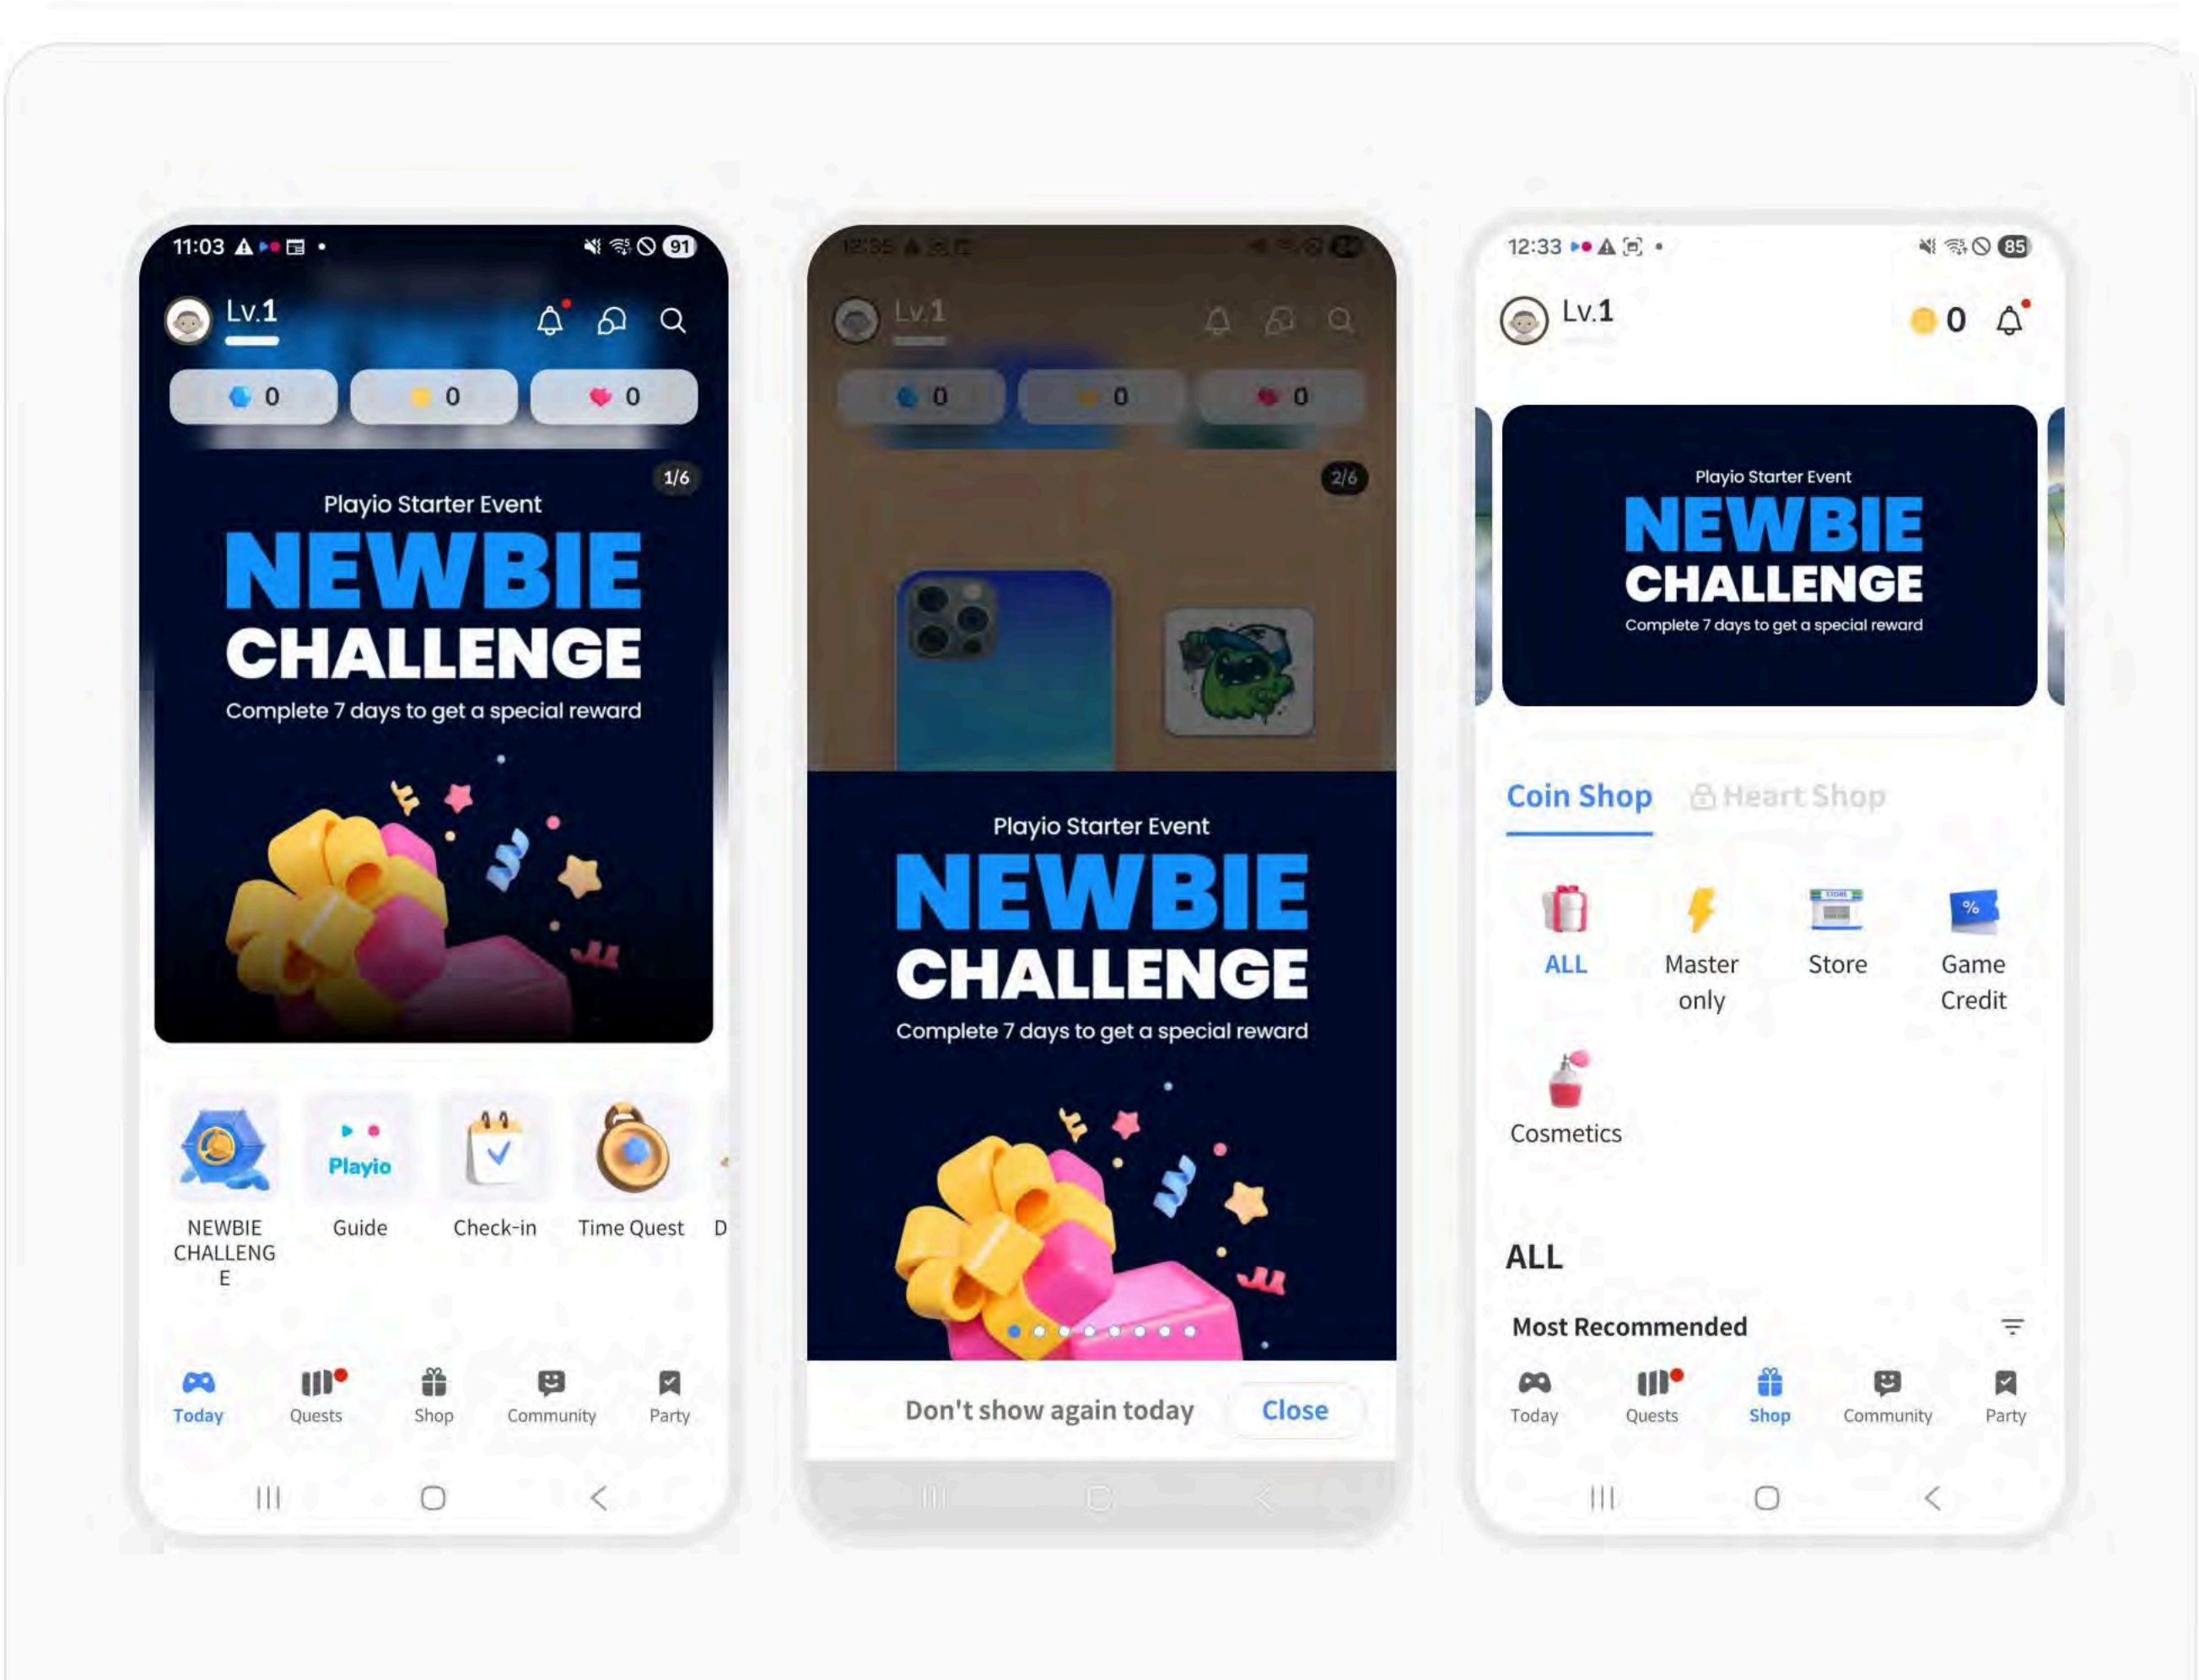 11:03
91
Lv.1
0
0
0
1/6
Playio Starter Event
NEWBIE
CHALLENGE
Complete 7 days to get a special reward
NEWBIE
CHALLENG
E
Playio
Guide
Check-in
Time Quest
D
Today
Quests
Shop
Community
Party
12:35
Lv.1
0
0
0
2/6
Playio Starter Event
NEWBIE
CHALLENGE
Complete 7 days to get a special reward
Don't show again today
Close
12:33
85
Lv.1
0
Playio Starter Event
NEWBIE
CHALLENGE
Complete 7 days to get a special reward
Coin Shop
Heart Shop
ALL
Master
only
STORE
Store
%
Game
Credit
Cosmetics
ALL
Most Recommended
Today
Quests
Shop
Community
Party